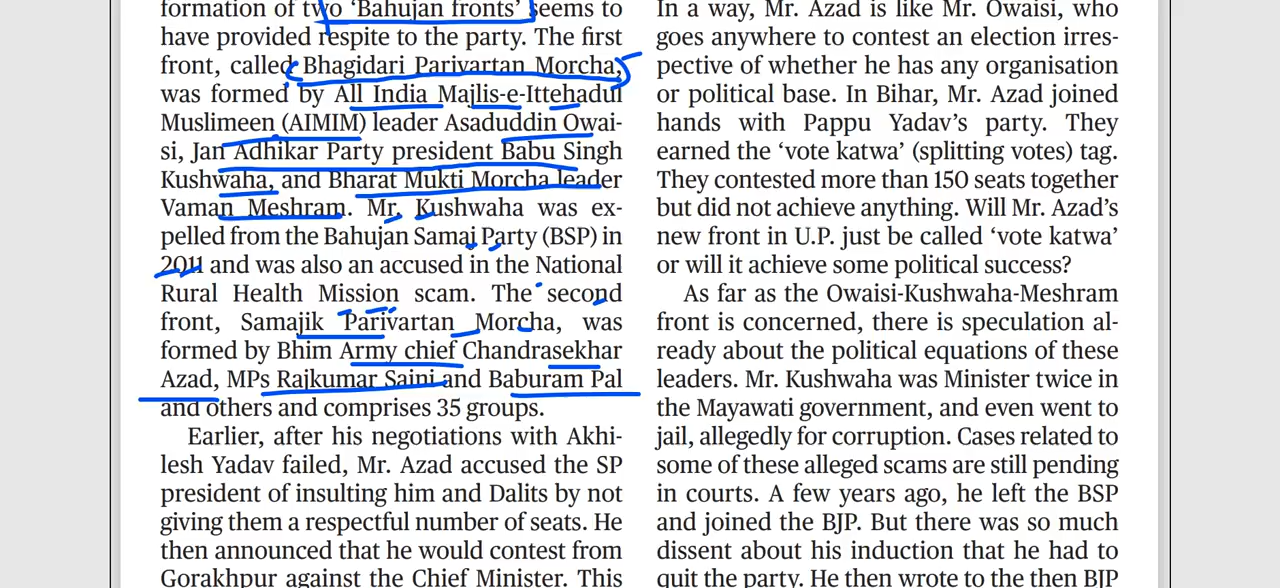 formation of two ‘Bahujan fronts’ seems to
have provided respite to the party. The first
front, called Bhagidari Parivartan Morcha,
was formed by All India Majlis-e-Ittehadul
Muslimeen (AIMIM) leader Asaduddin Owai-
si, Jan Adhikar Party president Babu Singh
Kushwaha, and Bharat Mukti Morcha leader
Vaman Meshram. Mr. Kushwaha was ex-
pelled from the Bahujan Samaj Party (BSP) in
2011 and was also an accused in the National
Rural Health Mission scam. The second
front, Samajik Parivartan Morcha, was
formed by Bhim Army chief Chandrasekhar
Azad, MPs Rajkumar Saini and Baburam Pal
and others and comprises 35 groups.
Earlier, after his negotiations with Akhi-
lesh Yadav failed, Mr. Azad accused the SP
president of insulting him and Dalits by not
giving them a respectful number of seats. He
then announced that he would contest from
Gorakhpur against the Chief Minister. This
In a way, Mr. Azad is like Mr. Owaisi, who
goes anywhere to contest an election irres-
pective of whether he has any organisation
or political base. In Bihar, Mr. Azad joined
hands with Pappu Yadav’s party. They
earned the ‘vote katwa’ (splitting votes) tag.
They contested more than 150 seats together
but did not achieve anything. Will Mr. Azad’s
new front in U.P. just be called ‘vote katwa’
or will it achieve some political success?
As far as the Owaisi-Kushwaha-Meshram
front is concerned, there is speculation al-
ready about the political equations of these
leaders. Mr. Kushwaha was Minister twice in
the Mayawati government, and even went to
jail, allegedly for corruption. Cases related to
some of these alleged scams are still pending
in courts. A few years ago, he left the BSP
and joined the BJP. But there was so much
dissent about his induction that he had to
quit the party. He then wrote to the then BJP